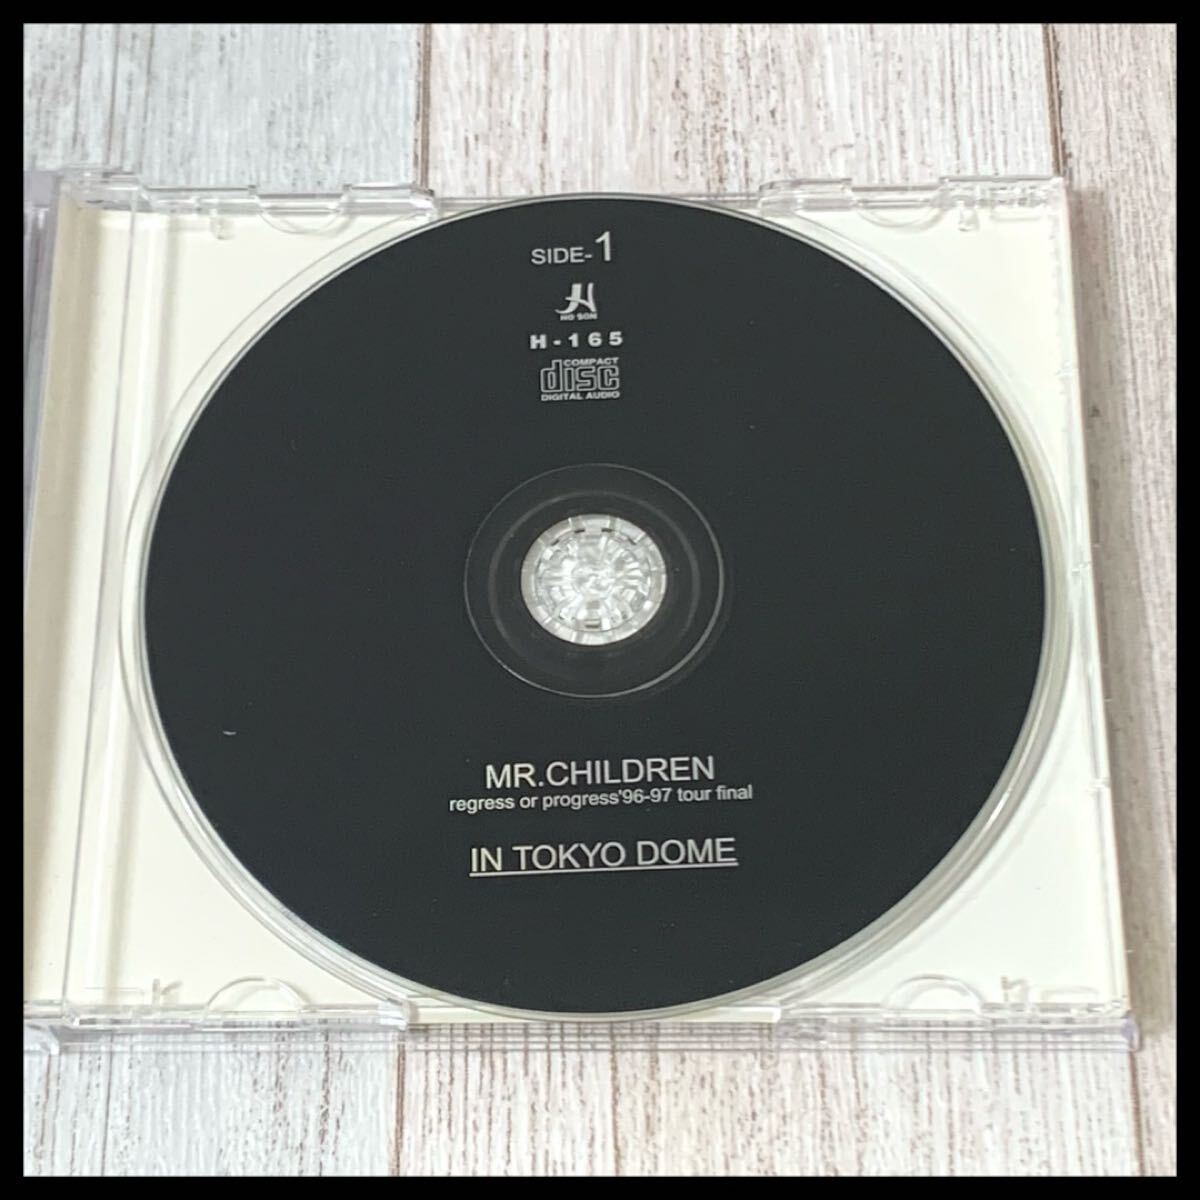 SIDE-1
HO SON
H-165
COMPACT
disc
DIGITAL AUDIO
MR.CHILDREN
regress or progress'96-97 tour final
IN TOKYO DOME